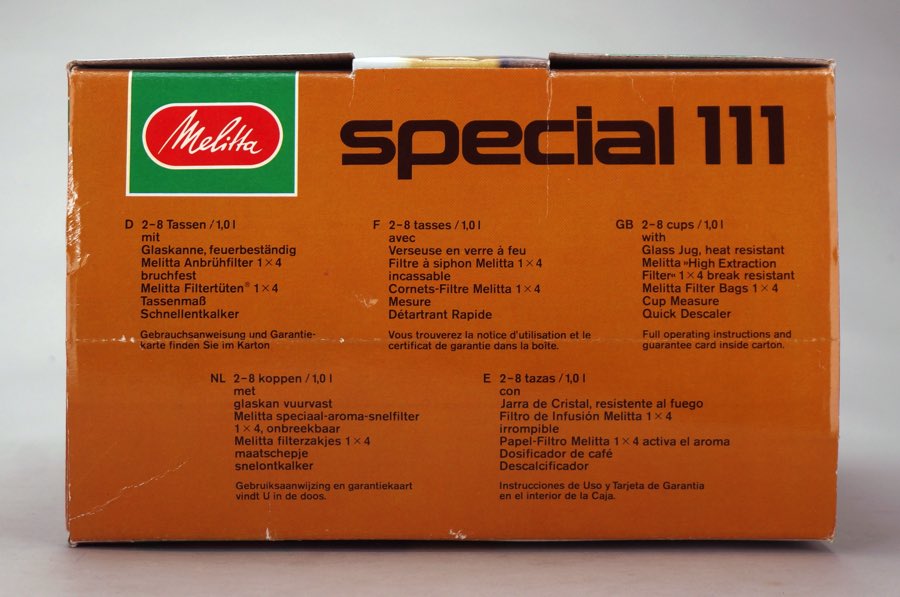 Melitta
special 111
D 2–8 Tassen / 1,0 l
mit
Glaskanne, feuerbeständig
Melitta Anbrühfilter 1×4
bruchfest
Melitta Filtertüten® 1×4
Tassenmaß
Schnellentkalker
Gebrauchsanweisung und Garantie-
karte finden Sie im Karton
F 2–8 tasses / 1,0 l
avec
Verseuse en verre à feu
Filtre à siphon Melitta 1×4
incassable
Cornets-Filtre Melitta 1×4
Mesure
Détartrant Rapide
Vous trouverez la notice d'utilisation et le
certificat de garantie dans la boîte.
GB 2–8 cups / 1,0 l
with
Glass Jug, heat resistant
Melitta »High Extraction
Filter« 1×4 break resistant
Melitta Filter Bags 1×4
Cup Measure
Quick Descaler
Full operating instructions and
guarantee card inside carton.
NL 2–8 koppen / 1,0 l
met
glaskan vuurvast
Melitta speciaal-aroma-snelfilter
1×4, onbreekbaar
Melitta filterzakjes 1×4
maatschepje
snelontkalker
Gebruiksaanwijzing en garantiekaart
vindt U in de doos.
E 2–8 tazas / 1,0 l
con
Jarra de Cristal, resistente al fuego
Filtro de Infusión Melitta 1×4
irrompible
Papel-Filtro Melitta 1×4 activa el aroma
Dosificador de café
Descalcificador
Instrucciones de Uso y Tarjeta de Garantia
en el interior de la Caja.